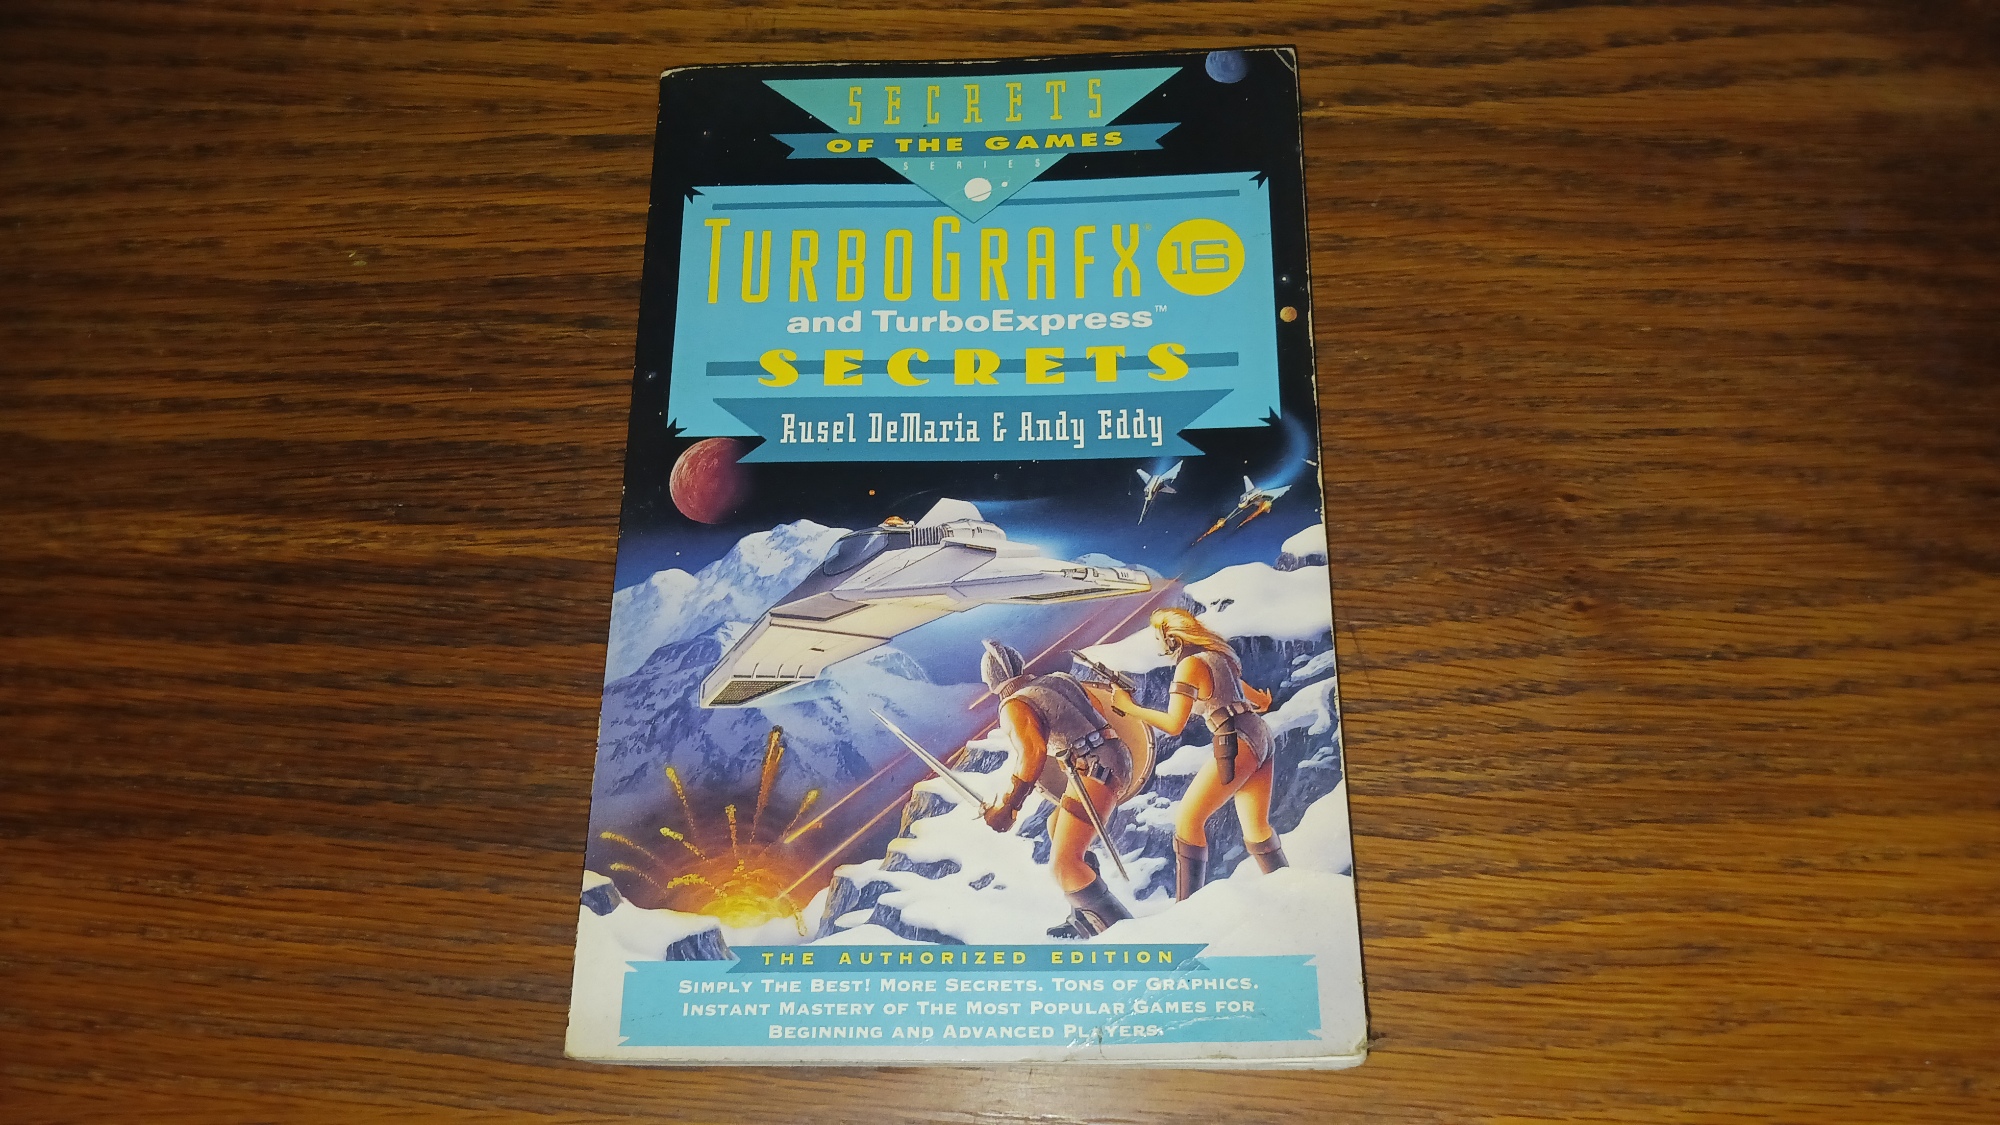 SECRETS
OF THE GAMES
SERIES
TURBOGRAFX® 16
and TurboExpress™
SECRETS
Rusel DeMaria & Andy Eddy
THE AUTHORIZED EDITION
SIMPLY THE BEST! MORE SECRETS. TONS OF GRAPHICS.
INSTANT MASTERY OF THE MOST POPULAR GAMES FOR
BEGINNING AND ADVANCED PLAYERS.